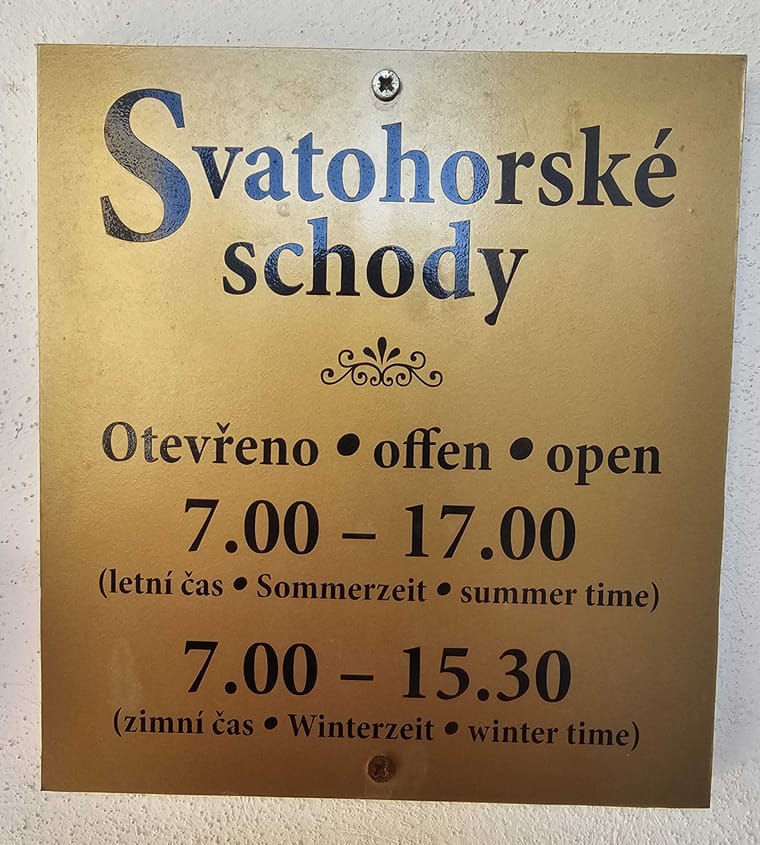 Svatohorské
schody
Otevřeno • offen • open
7.00 – 17.00
(letní čas • Sommerzeit • summer time)
7.00 – 15.30
(zimní čas • Winterzeit • winter time)